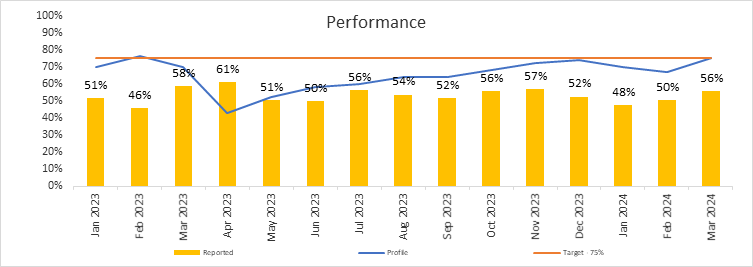 Performance
100%
90%
80%
70%
60%
50%
40%
30%
20%
10%
0%
51% 46% 58% 61% 51% 50% 56% 54% 52% 56% 57% 52% 48% 50% 56%
Jan 2023 Feb 2023 Mar 2023 Apr 2023 May 2023 Jun 2023 Jul 2023 Aug 2023 Sep 2023 Oct 2023 Nov 2023 Dec 2023 Jan 2024 Feb 2024 Mar 2024
Reported Profile Target - 75%